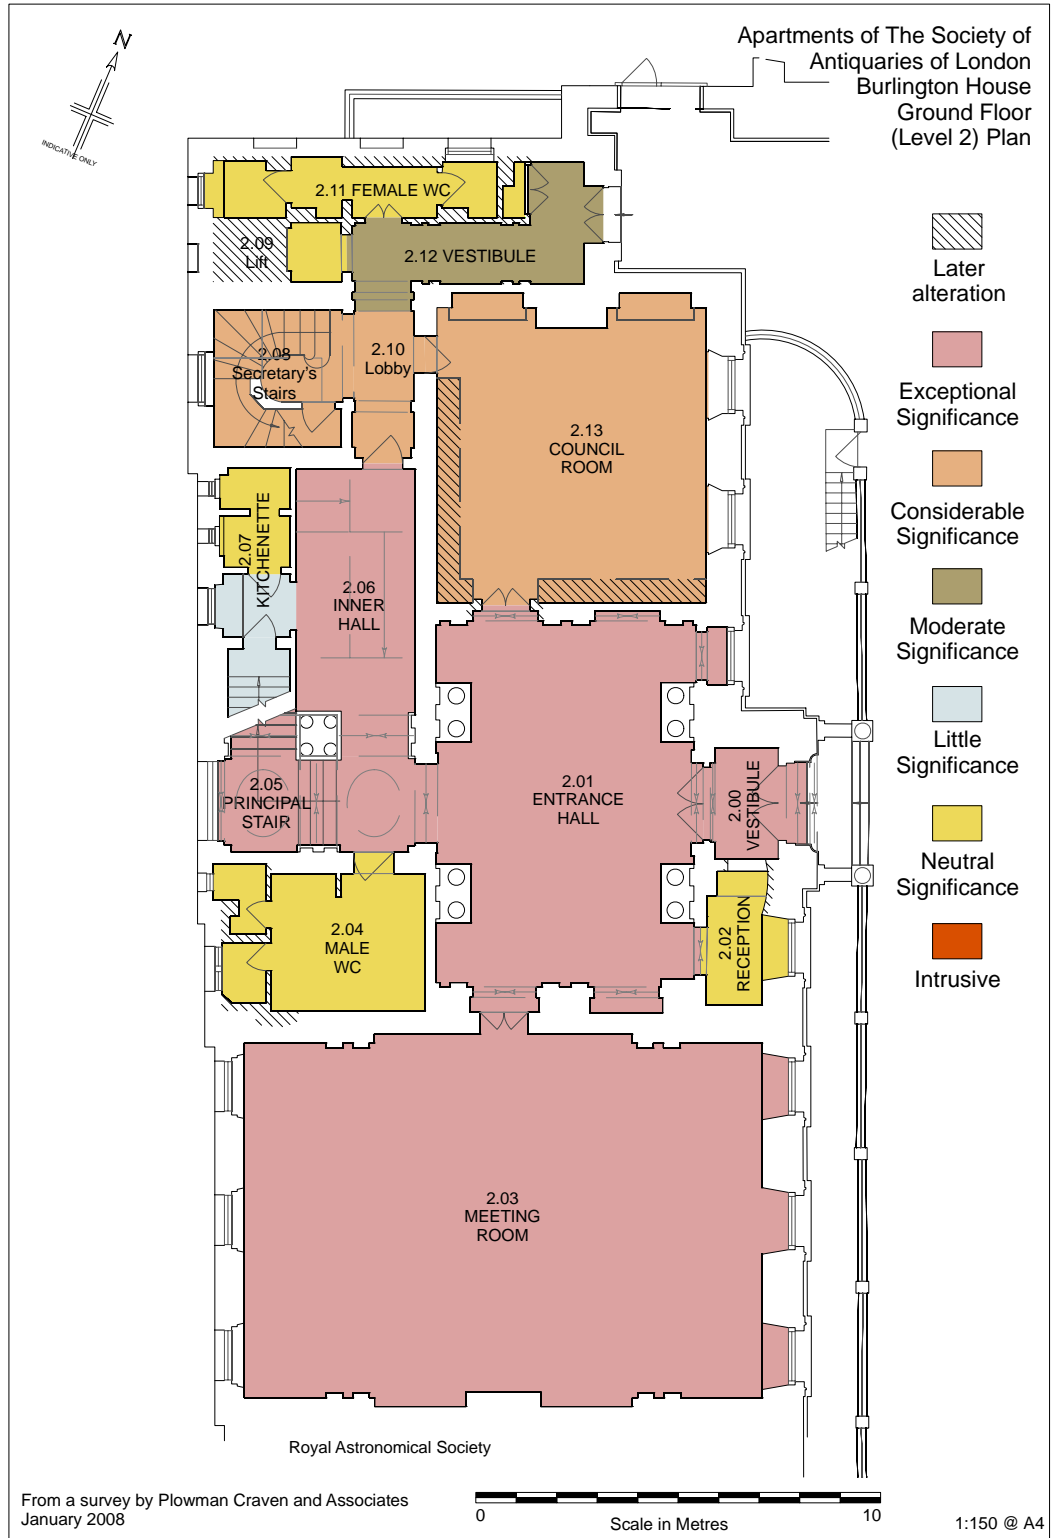 Apartments of The Society of
Antiquaries of London
Burlington House
Ground Floor
(Level 2) Plan
N
INDICATIVE ONLY
Later
alteration
Exceptional
Significance
Considerable
Significance
Moderate
Significance
Little
Significance
Neutral
Significance
Intrusive
2.11 FEMALE WC
2.09
Lift
2.12 VESTIBULE
2.08
Secretary's
Stairs
2.10
Lobby
2.13
COUNCIL
ROOM
2.07
KITCHENETTE
2.06
INNER
HALL
2.05
PRINCIPAL
STAIR
2.01
ENTRANCE
HALL
2.00
VESTIBULE
2.04
MALE
WC
2.02
RECEPTION
2.03
MEETING
ROOM
Royal Astronomical Society
From a survey by Plowman Craven and Associates
January 2008
0
10
Scale in Metres
1:150 @ A4